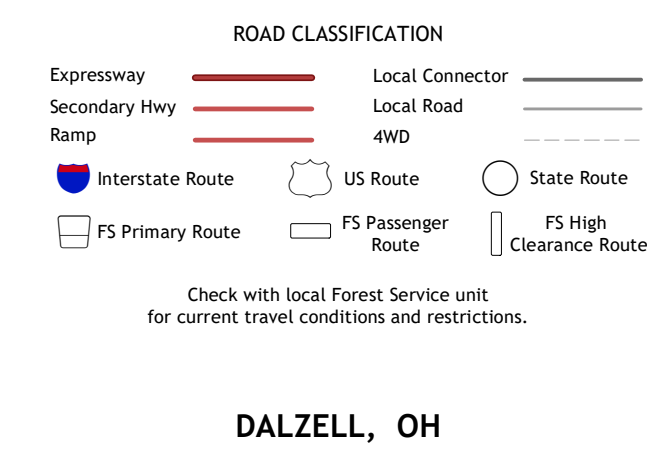 ROAD CLASSIFICATION
Expressway
Local Connector
Secondary Hwy
Local Road
Ramp
4WD
Interstate Route
US Route
State Route
FS Primary Route
FS Passenger
Route
FS High
Clearance Route
Check with local Forest Service unit
for current travel conditions and restrictions.
DALZELL, OH